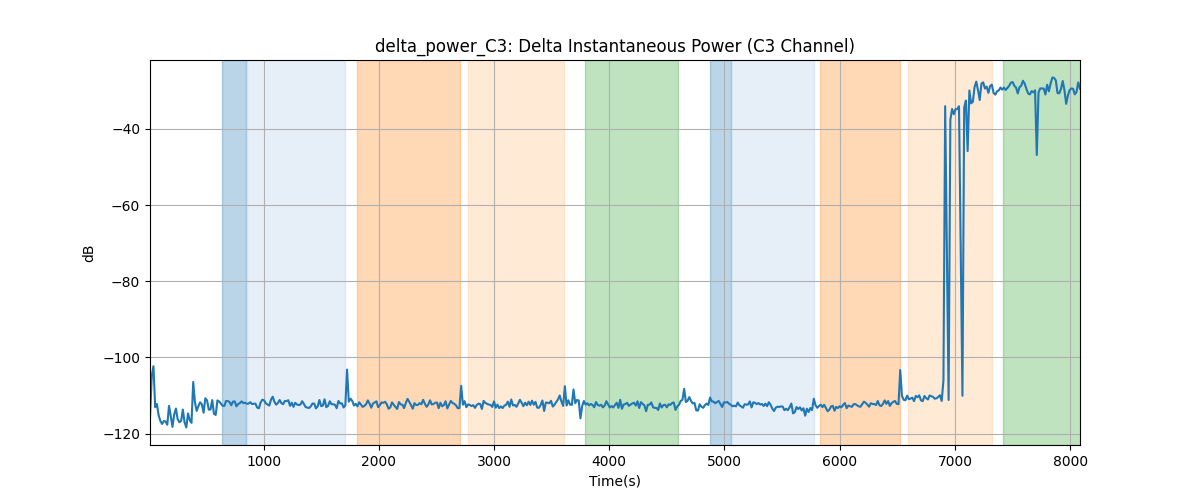 delta_power_C3: Delta Instantaneous Power (C3 Channel)
dB
−40
−60
−80
−100
−120
1000 2000 3000 4000 5000 6000 7000 8000
Time(s)